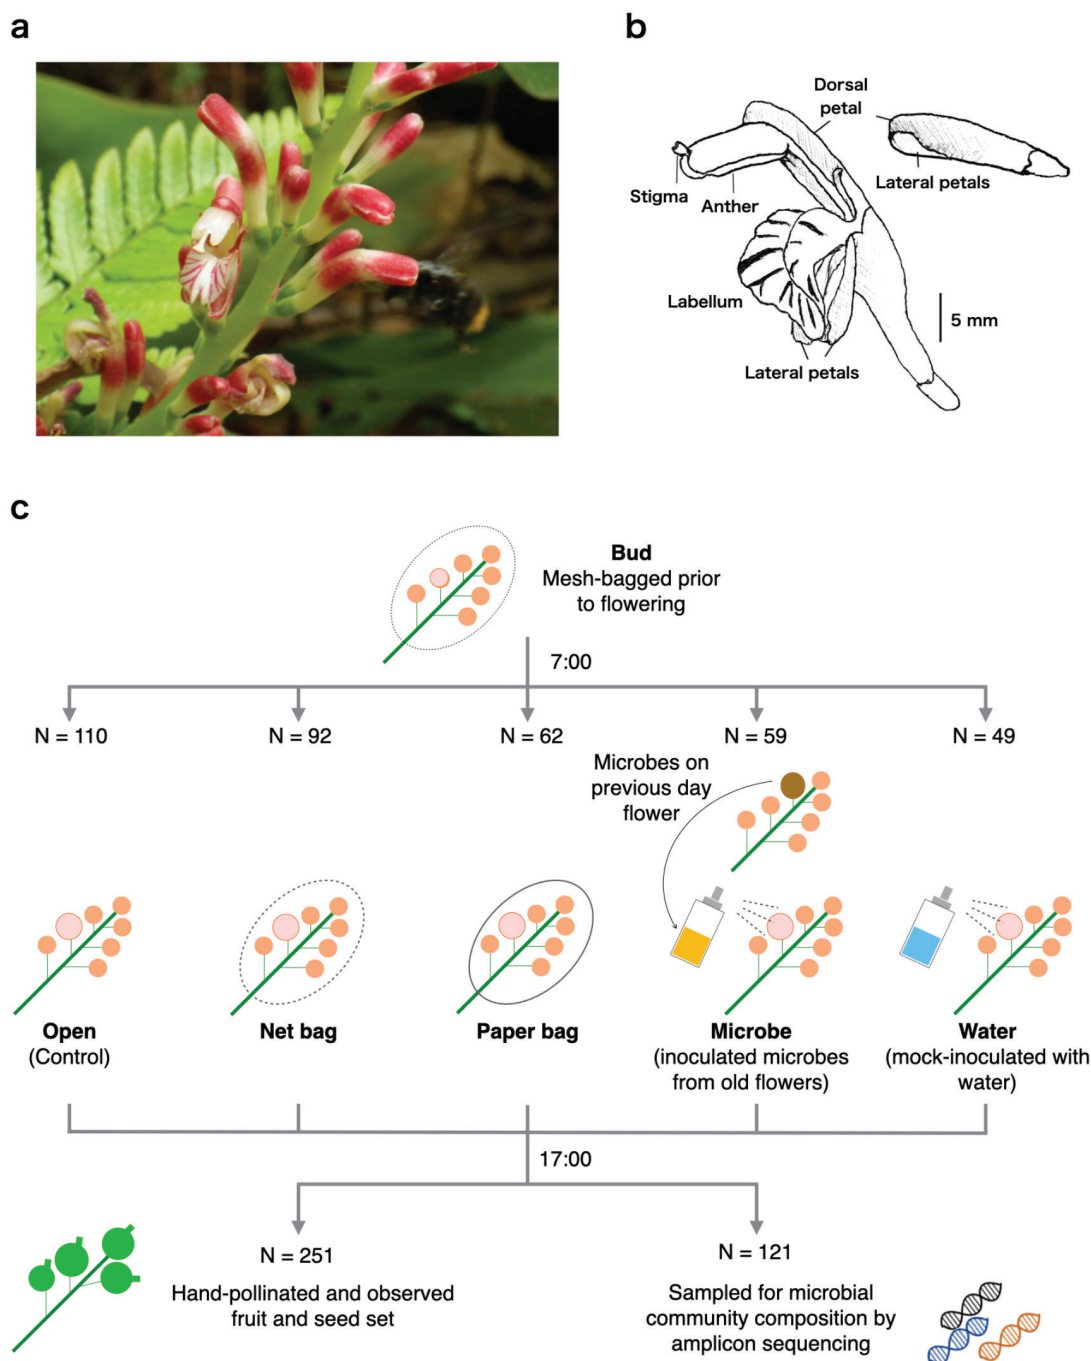 a
b
Dorsal
petal
Stigma
Anther
Lateral petals
Labellum
5 mm
Lateral petals
c
Bud
Mesh-bagged prior
to flowering
7:00
N = 110
N = 92
N = 62
N = 59
N = 49
Microbes on
previous day
flower
Open
(Control)
Net bag
Paper bag
Microbe
(inoculated microbes
from old flowers)
Water
(mock-inoculated with
water)
17:00
N = 251
Hand-pollinated and observed
fruit and seed set
N = 121
Sampled for microbial
community composition by
amplicon sequencing